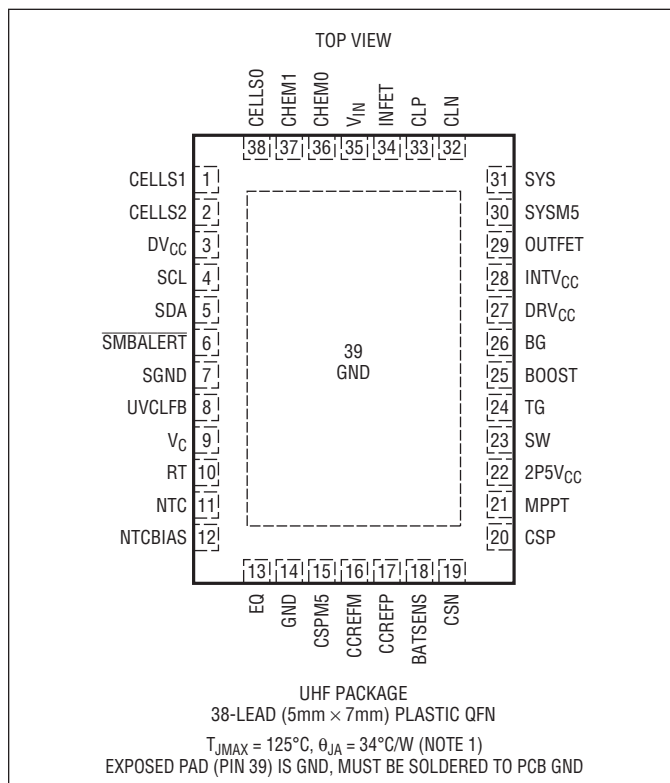 TOP VIEW
CELLS0
CHEM1
CHEM0
VIN
INFET
CLP
CLN
38 37 36 35 34 33 32
CELLS1 1
CELLS2 2
DVCC 3
SCL 4
SDA 5
SMBALERT 6
SGND 7
UVCLFB 8
VC 9
RT 10
NTC 11
NTCBIAS 12
39
GND
31 SYS
30 SYSM5
29 OUTFET
28 INTVCC
27 DRVCC
26 BG
25 BOOST
24 TG
23 SW
22 2P5VCC
21 MPPT
20 CSP
13 14 15 16 17 18 19
EQ
GND
CSPM5
CCREFM
CCREFP
BATSENS
CSN
UHF PACKAGE
38-LEAD (5mm × 7mm) PLASTIC QFN
TJMAX = 125°C, θJA = 34°C/W (NOTE 1)
EXPOSED PAD (PIN 39) IS GND, MUST BE SOLDERED TO PCB GND